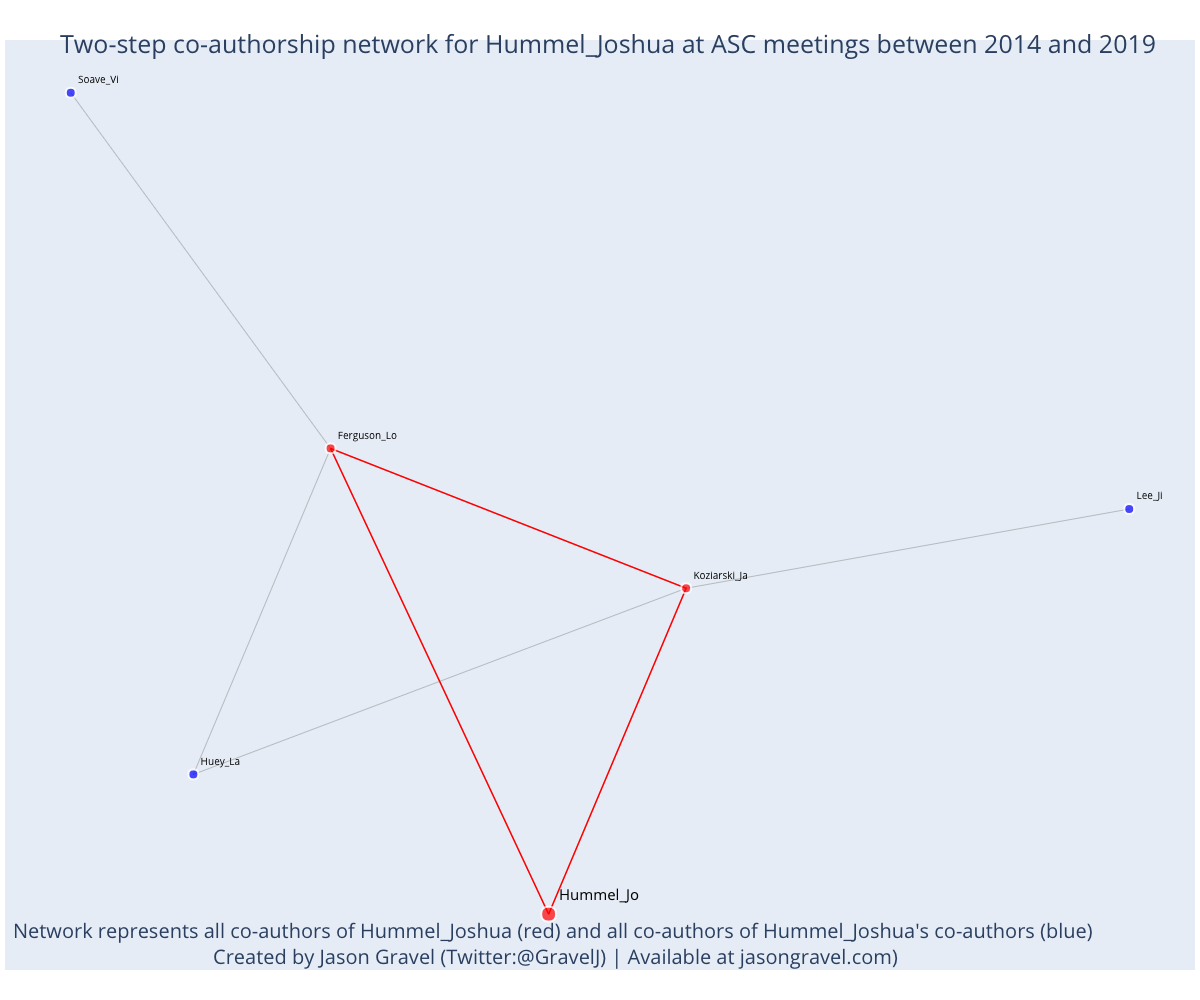 Two-step co-authorship network for Hummel_Joshua at ASC meetings between 2014 and 2019
Soave_Vi
Ferguson_Lo
Lee_Ji
Koziarski_Ja
Huey_La
Hummel_Jo
Network represents all co-authors of Hummel_Joshua (red) and all co-authors of Hummel_Joshua's co-authors (blue)
Created by Jason Gravel (Twitter:@GravelJ) | Available at jasongravel.com)